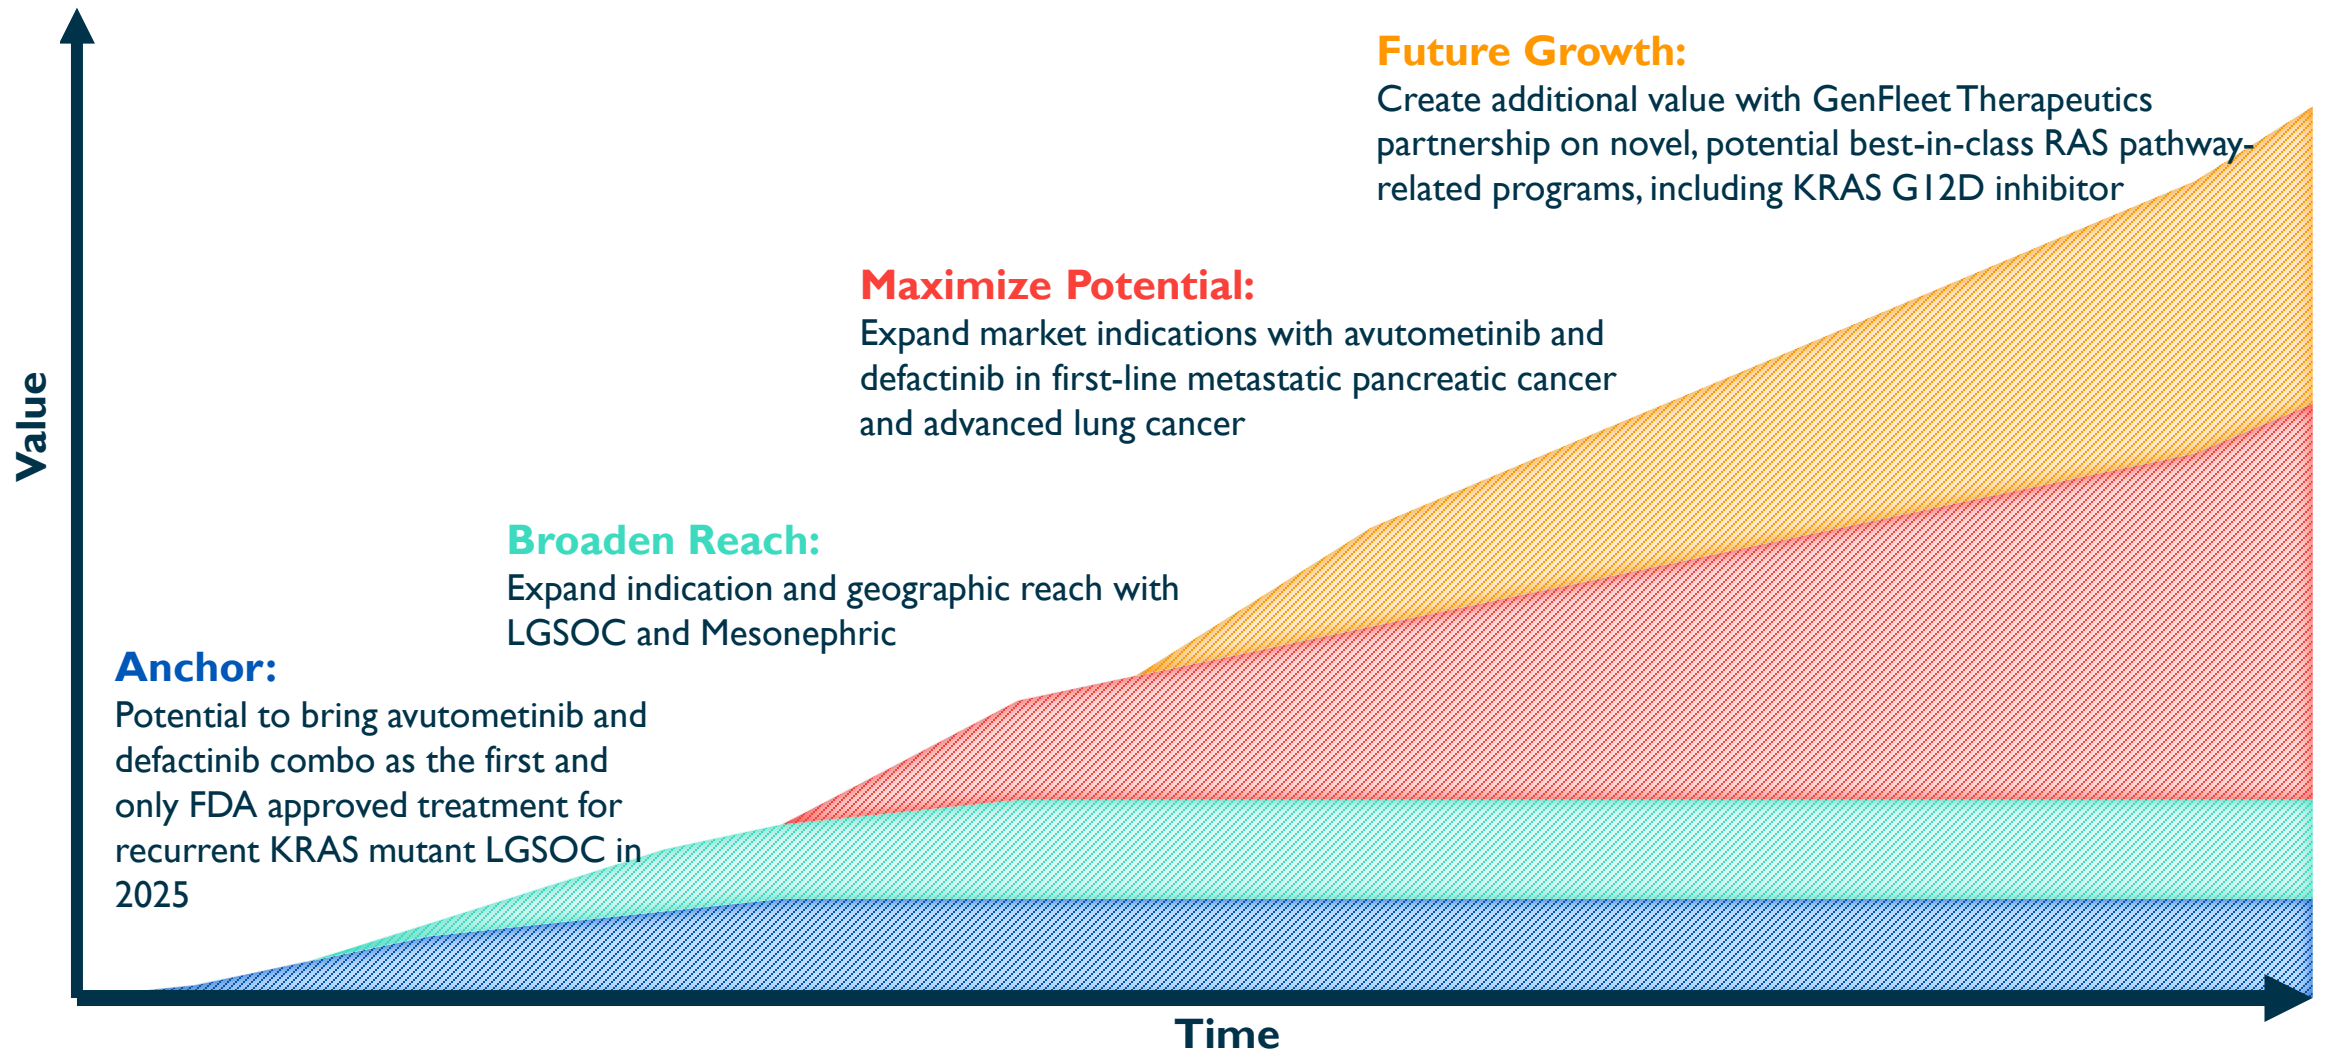 Future Growth:
Create additional value with GenFleet Therapeutics
partnership on novel, potential best-in-class RAS pathway-
related programs, including KRAS G12D inhibitor
Maximize Potential:
Expand market indications with avutometinib and
defactinib in first-line metastatic pancreatic cancer
and advanced lung cancer
Value
Broaden Reach:
Expand indication and geographic reach with
LGSOC and Mesonephric
Anchor:
Potential to bring avutometinib and
defactinib combo as the first and
only FDA approved treatment for
recurrent KRAS mutant LGSOC in
2025
Time